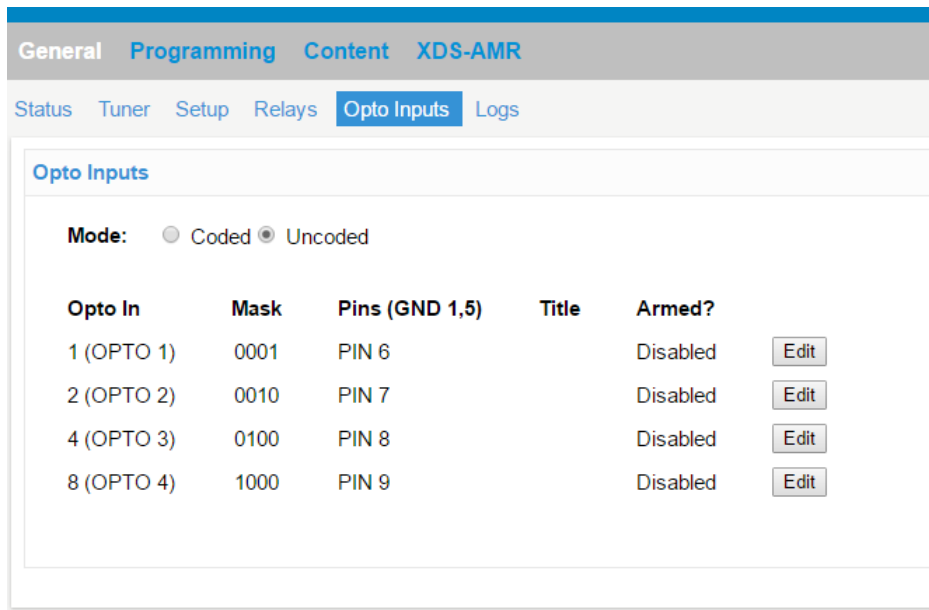 General Programming Content XDS-AMR
Status Tuner Setup Relays Opto Inputs Logs
Opto Inputs
Mode: Coded Uncoded
Opto In Mask Pins (GND 1,5) Title Armed?
1 (OPTO 1) 0001 PIN 6 Disabled Edit
2 (OPTO 2) 0010 PIN 7 Disabled Edit
4 (OPTO 3) 0100 PIN 8 Disabled Edit
8 (OPTO 4) 1000 PIN 9 Disabled Edit